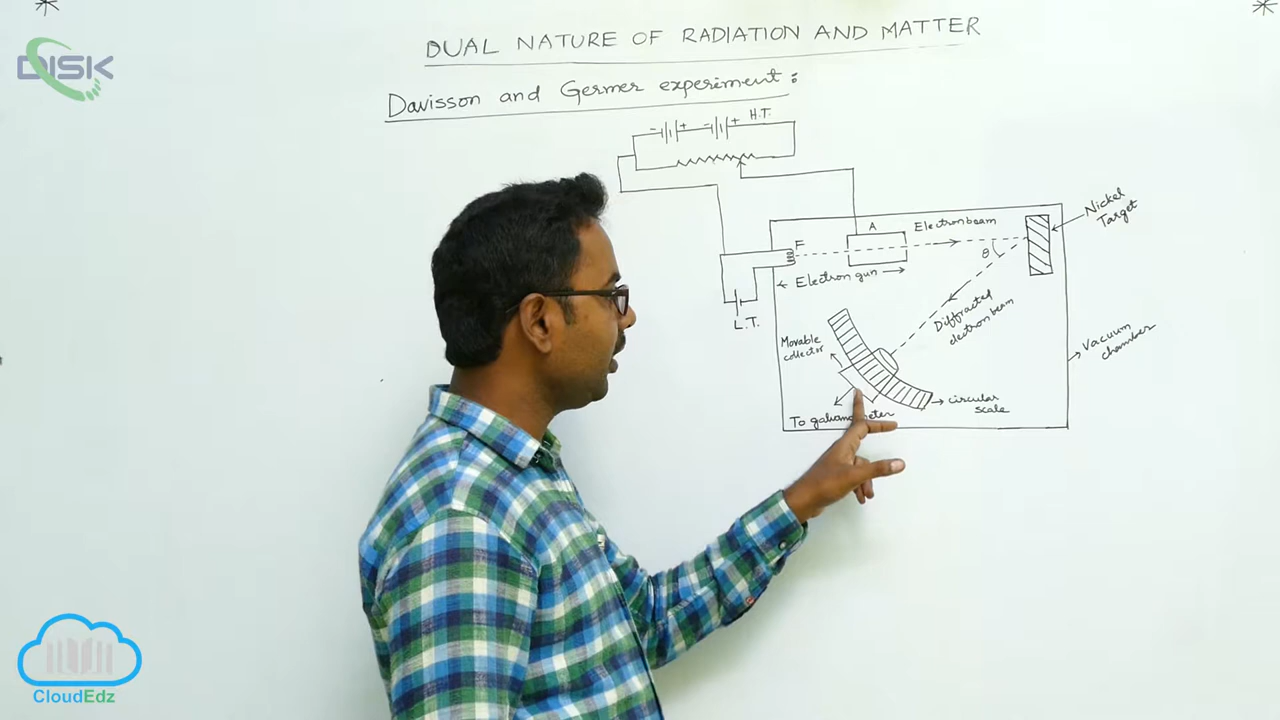 DISK
DUAL NATURE OF RADIATION AND MATTER
Davisson and Germer experiment:
- + - + H.T.
Nickel
Target
A
Electron beam
F
θ
← Electron gun →
L.T.
Diffracted
electron beam
Movable
collector
Vacuum
chamber
circular
scale
To galvanometer
CloudEdz